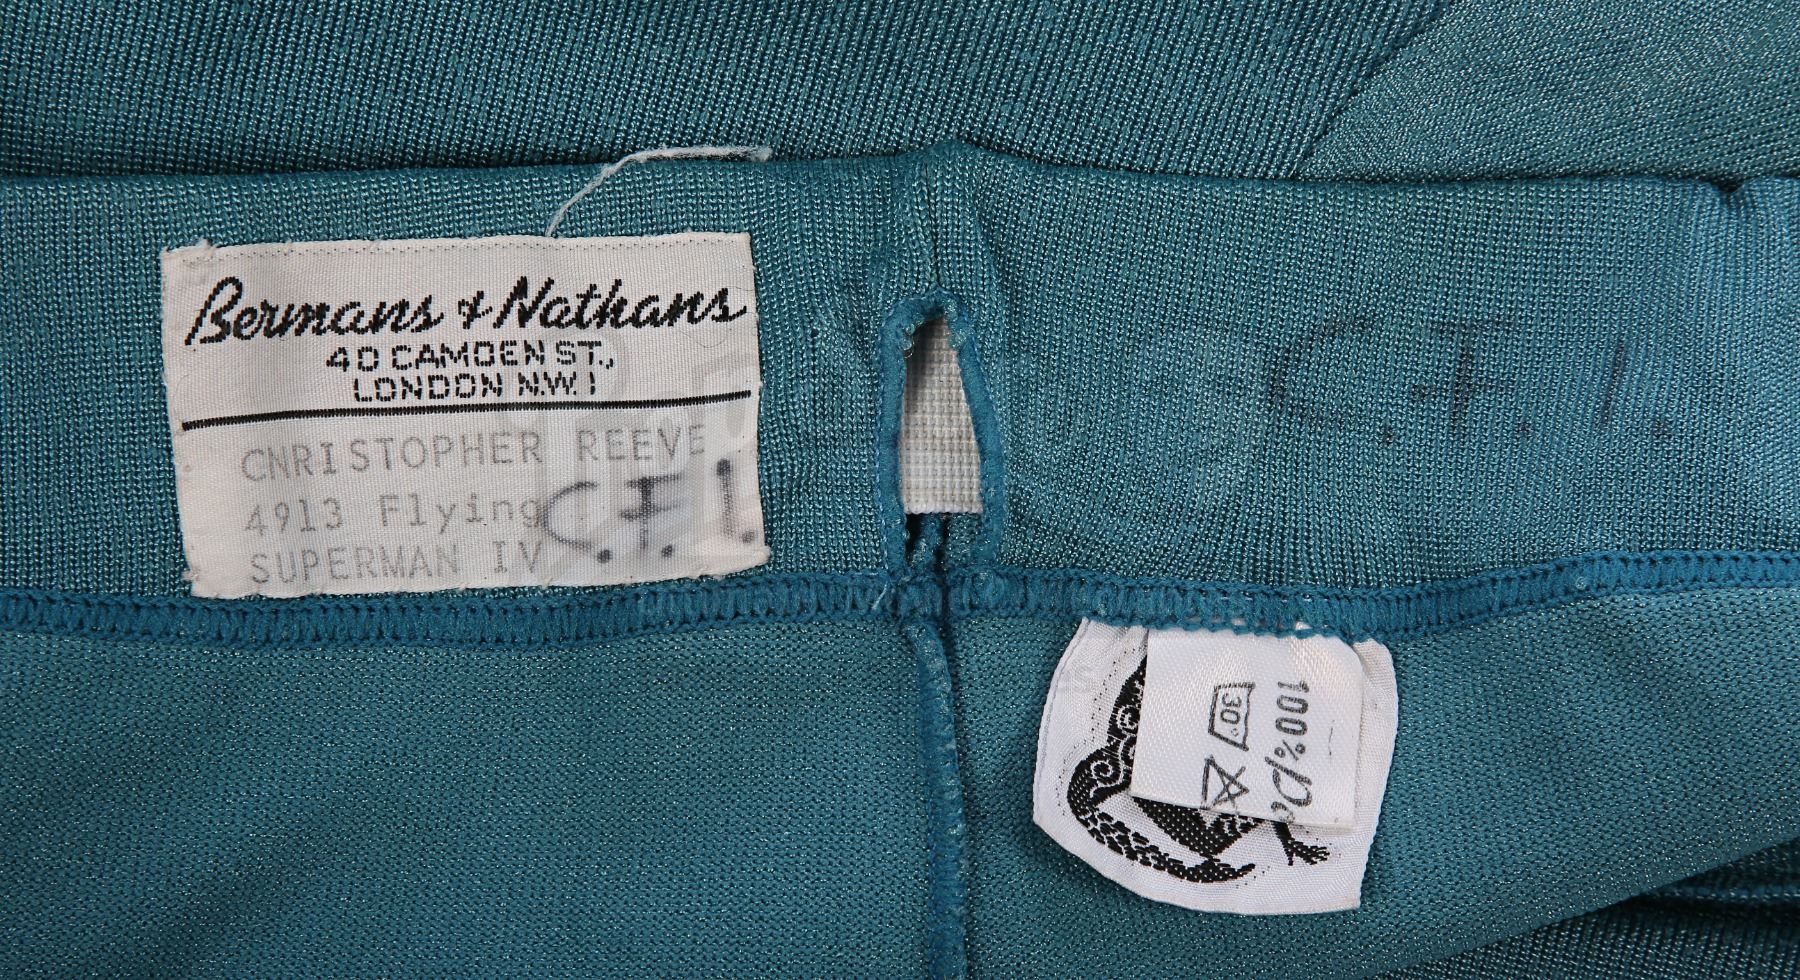 Bermans & Nathans
40 CAMDEN ST.,
LONDON N.W.1
CNRISTOPHER REEVE
4913 Flying C.F.1.
SUPERMAN IV
C.F.1.
100%
30°